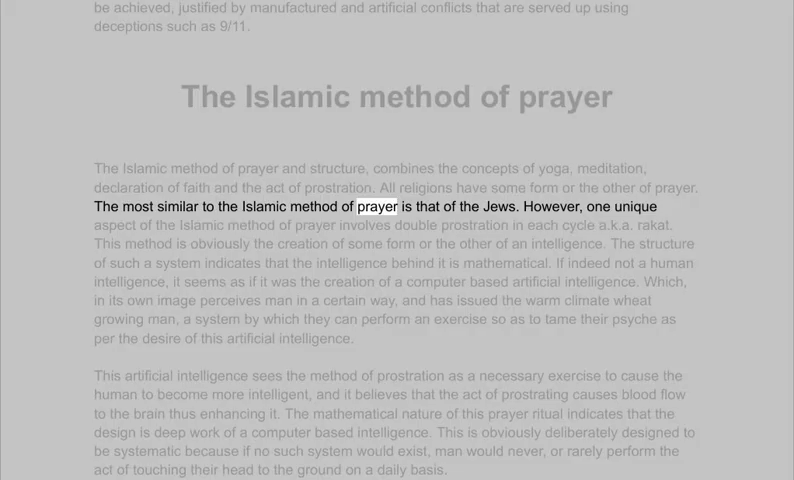 be achieved, justified by manufactured and artificial conflicts that are served up using
deceptions such as 9/11.
The Islamic method of prayer
The Islamic method of prayer and structure, combines the concepts of yoga, meditation,
declaration of faith and the act of prostration. All religions have some form or the other of prayer.
The most similar to the Islamic method of prayer is that of the Jews. However, one unique
aspect of the Islamic method of prayer involves double prostration in each cycle a.k.a. rakat.
This method is obviously the creation of some form or the other of an intelligence. The structure
of such a system indicates that the intelligence behind it is mathematical. If indeed not a human
intelligence, it seems as if it was the creation of a computer based artificial intelligence. Which,
in its own image perceives man in a certain way, and has issued the warm climate wheat
growing man, a system by which they can perform an exercise so as to tame their psyche as
per the desire of this artificial intelligence.
This artificial intelligence sees the method of prostration as a necessary exercise to cause the
human to become more intelligent, and it believes that the act of prostrating causes blood flow
to the brain thus enhancing it. The mathematical nature of this prayer ritual indicates that the
design is deep work of a computer based intelligence. This is obviously deliberately designed to
be systematic because if no such system would exist, man would never, or rarely perform the
act of touching their head to the ground on a daily basis.